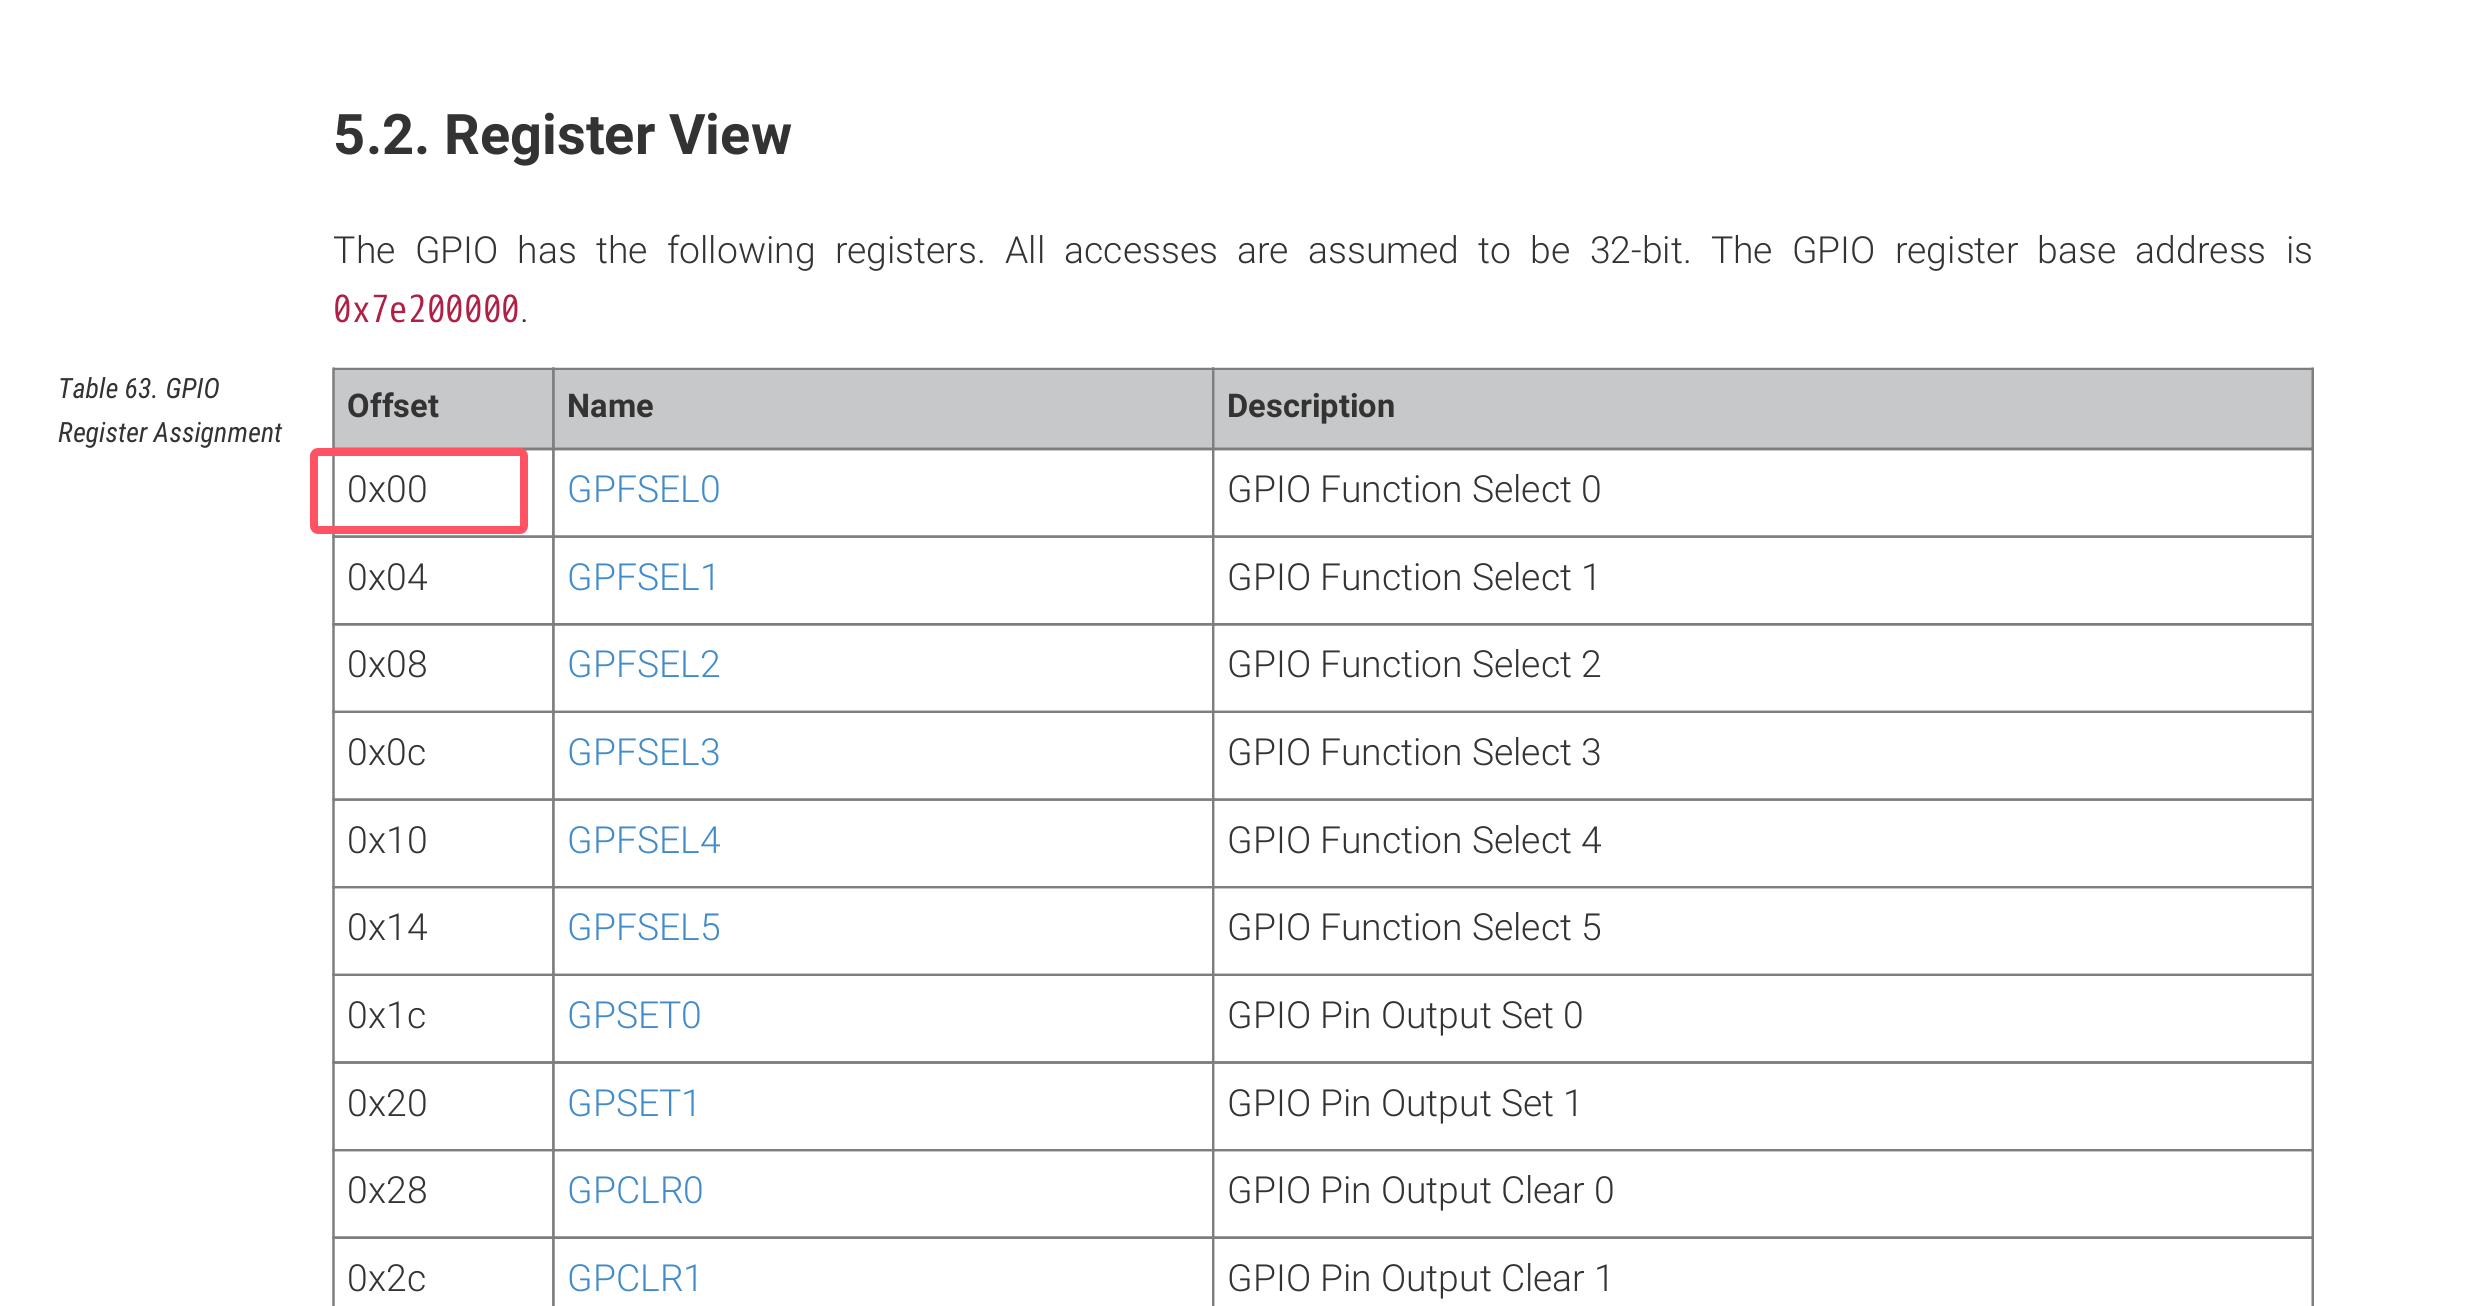 5.2. Register View
The GPIO has the following registers. All accesses are assumed to be 32-bit. The GPIO register base address is
0x7e200000.
Table 63. GPIO
Register Assignment
Offset Name Description
0x00 GPFSEL0 GPIO Function Select 0
0x04 GPFSEL1 GPIO Function Select 1
0x08 GPFSEL2 GPIO Function Select 2
0x0c GPFSEL3 GPIO Function Select 3
0x10 GPFSEL4 GPIO Function Select 4
0x14 GPFSEL5 GPIO Function Select 5
0x1c GPSET0 GPIO Pin Output Set 0
0x20 GPSET1 GPIO Pin Output Set 1
0x28 GPCLR0 GPIO Pin Output Clear 0
0x2c GPCLR1 GPIO Pin Output Clear 1